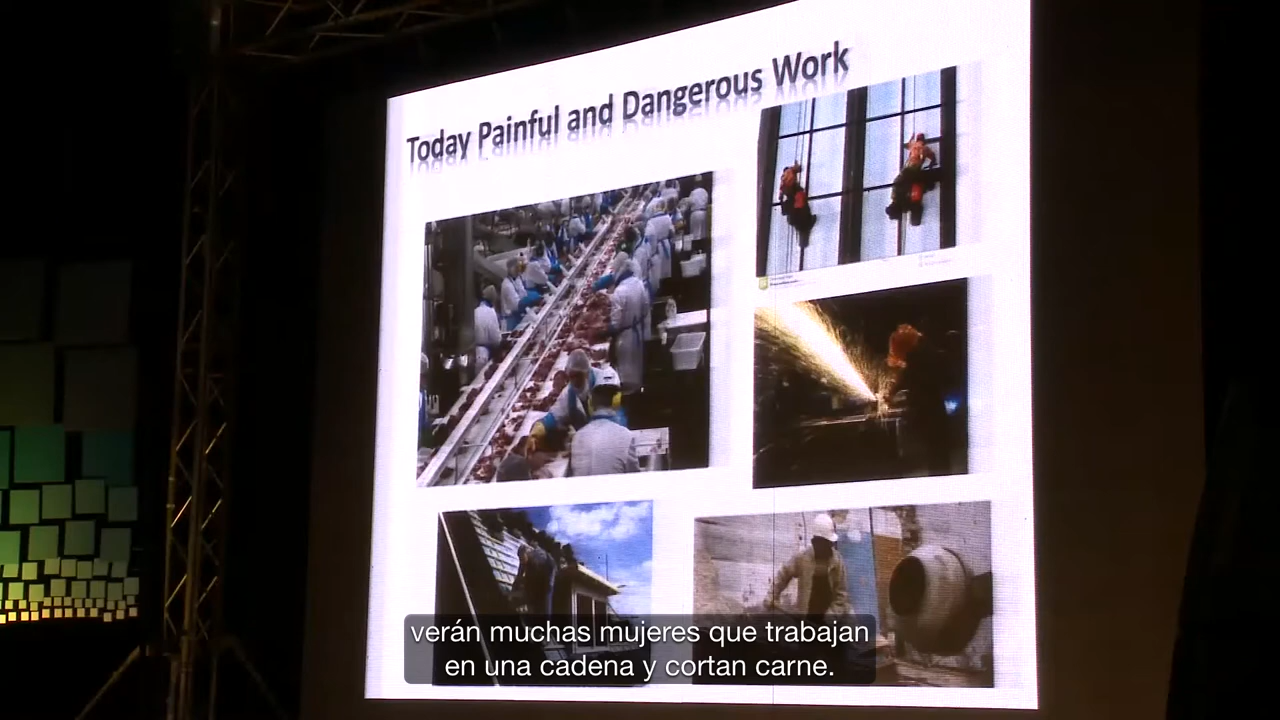 Today Painful and Dangerous Work
verán muchas mujeres que trabajan
en una cadena y cortan carne.